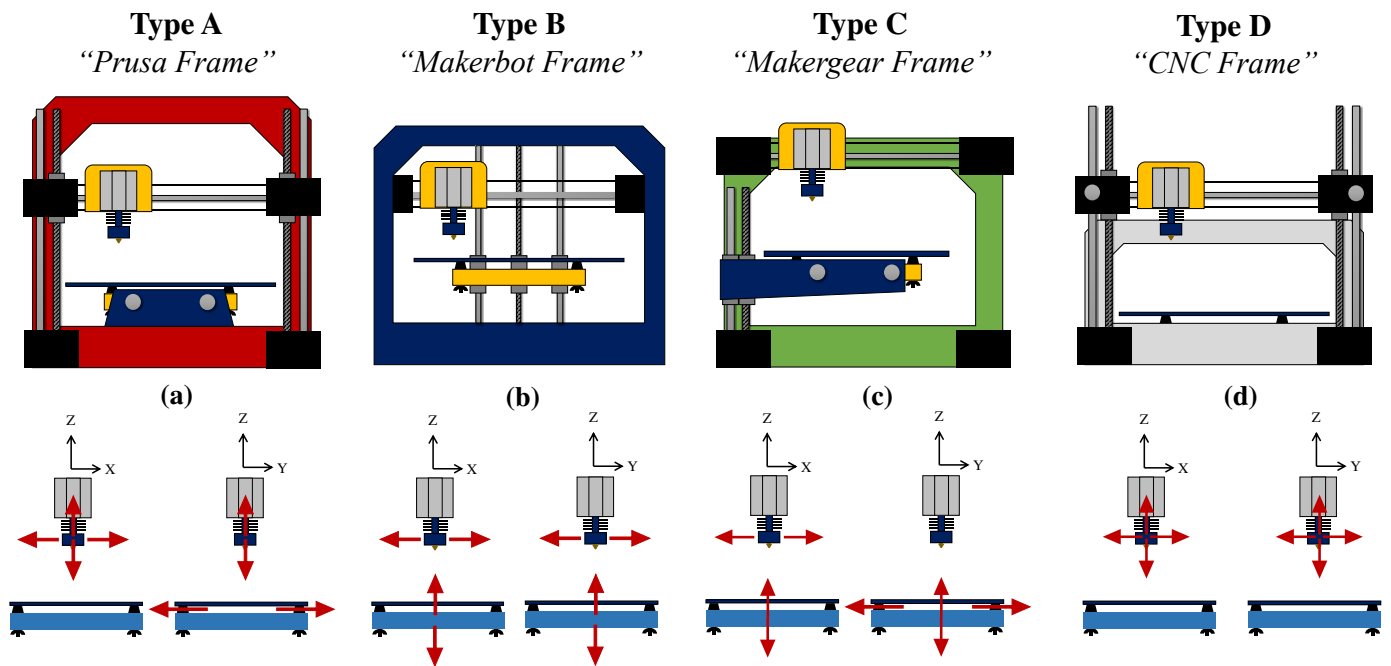 Type A
“Prusa Frame”
Type B
“Makerbot Frame”
Type C
“Makergear Frame”
Type D
“CNC Frame”
(a)
(b)
(c)
(d)
Z
X
Z
Y
Z
X
Z
Y
Z
X
Z
Y
Z
X
Z
Y